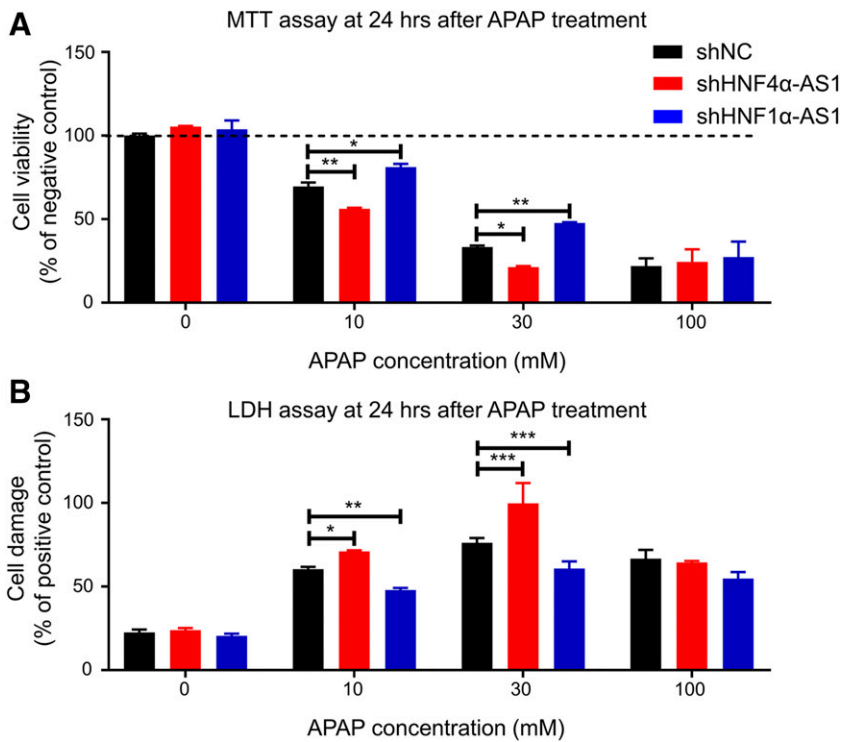 A
MTT assay at 24 hrs after APAP treatment
shNC
shHNF4α-AS1
shHNF1α-AS1
Cell viability
(% of negative control)
150
100
50
0
*
**
**
*
0 10 30 100
APAP concentration (mM)
B
LDH assay at 24 hrs after APAP treatment
Cell damage
(% of positive control)
150
100
50
0
**
*
***
***
0 10 30 100
APAP concentration (mM)